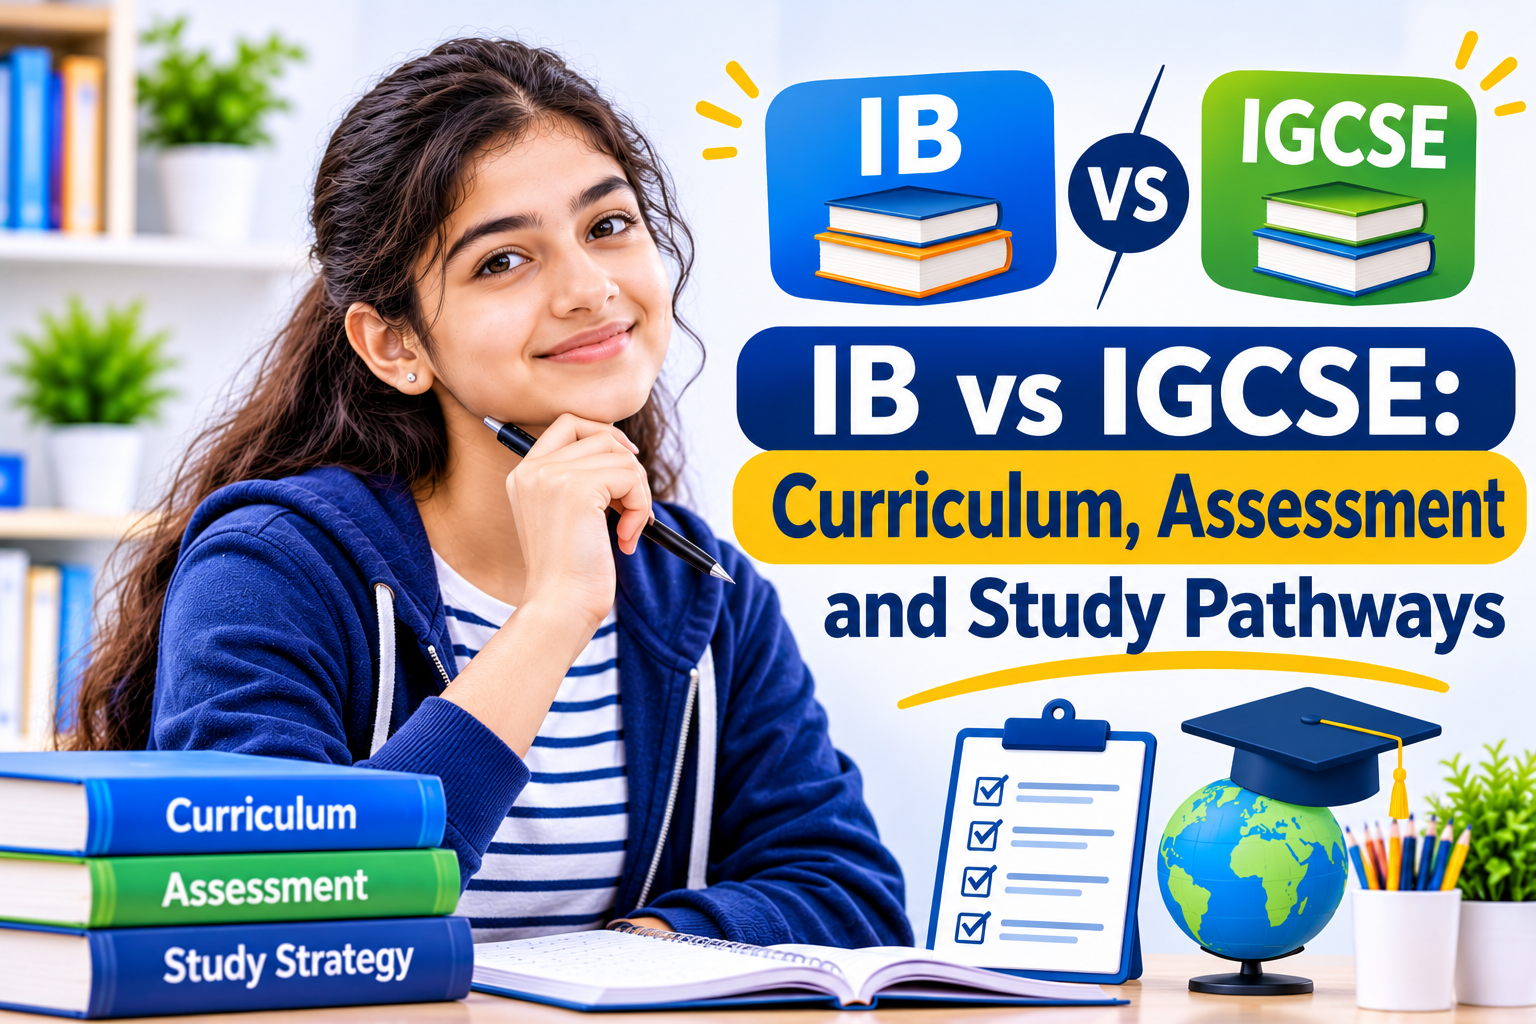 IB
VS
IGCSE
IB vs IGCSE:
Curriculum, Assessment
and Study Pathways
Curriculum
Assessment
Study Strategy